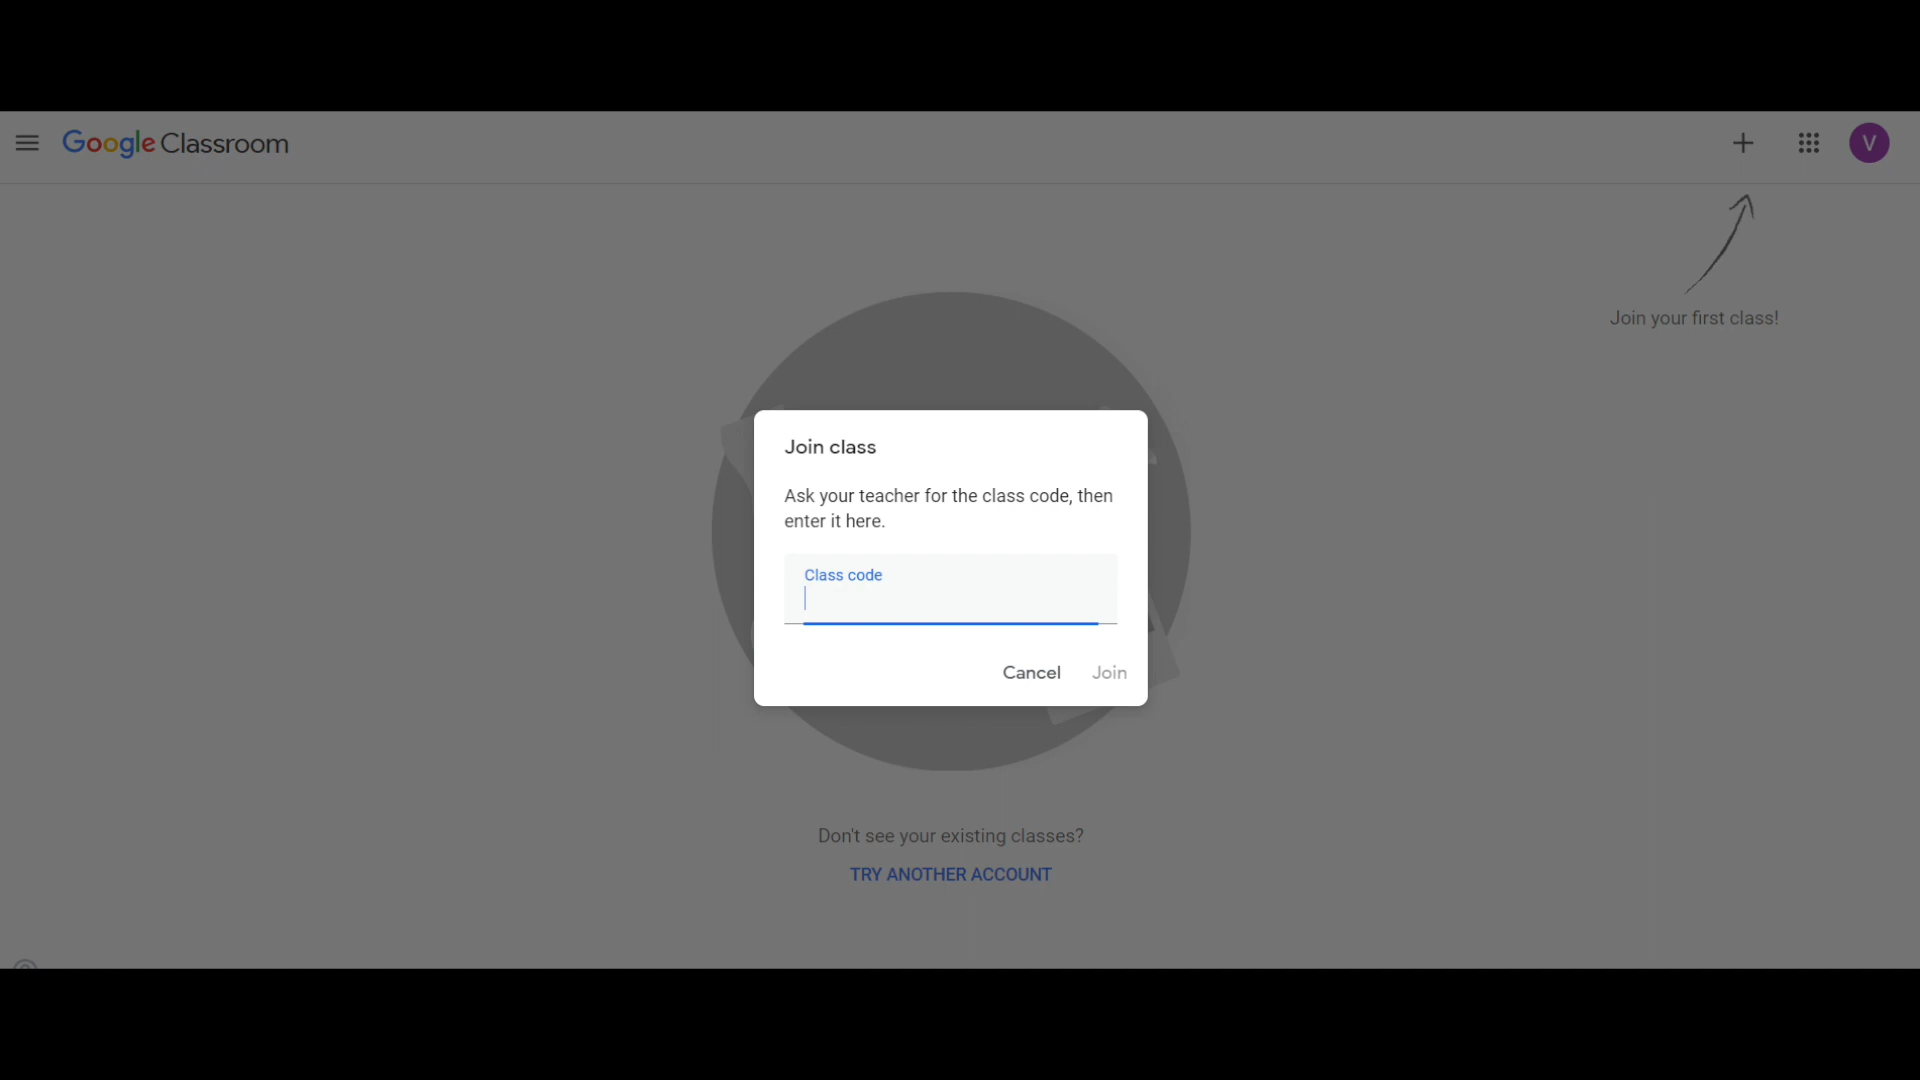 Google Classroom
V
Join your first class!
Join class
Ask your teacher for the class code, then
enter it here.
Class code
Cancel Join
Don't see your existing classes?
TRY ANOTHER ACCOUNT